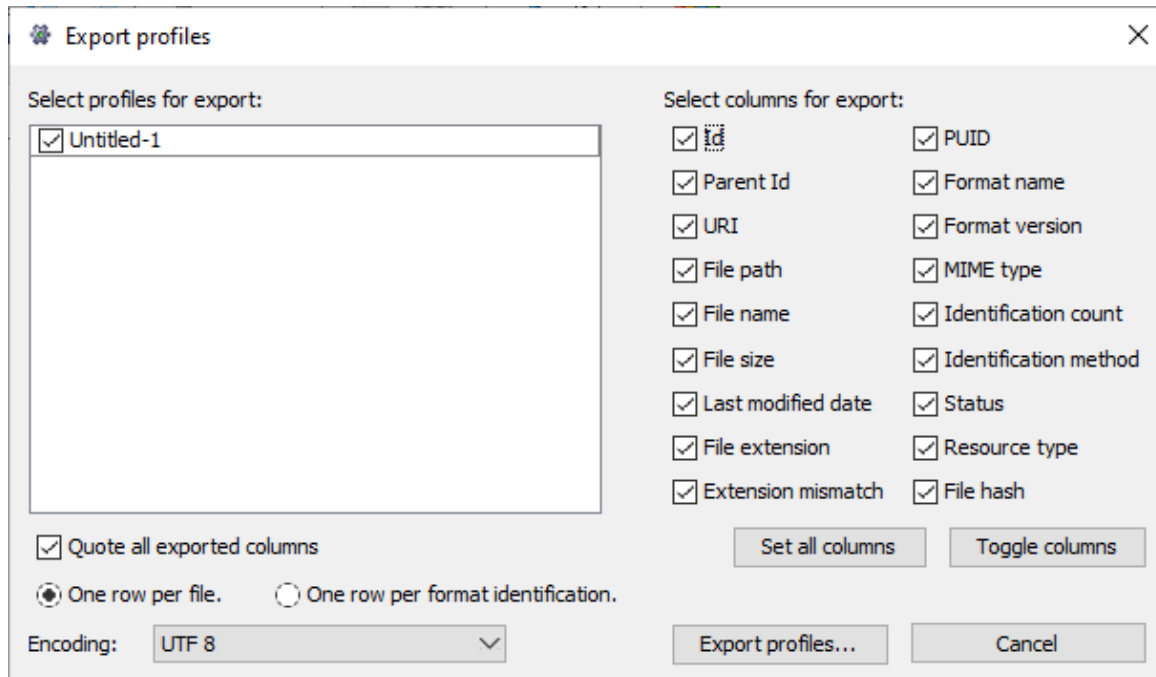 Export profiles
Select profiles for export:
Untitled-1
Quote all exported columns
One row per file.
One row per format identification.
Encoding:
UTF 8
Select columns for export:
Id
Parent Id
URI
File path
File name
File size
Last modified date
File extension
Extension mismatch
PUID
Format name
Format version
MIME type
Identification count
Identification method
Status
Resource type
File hash
Set all columns
Toggle columns
Export profiles...
Cancel